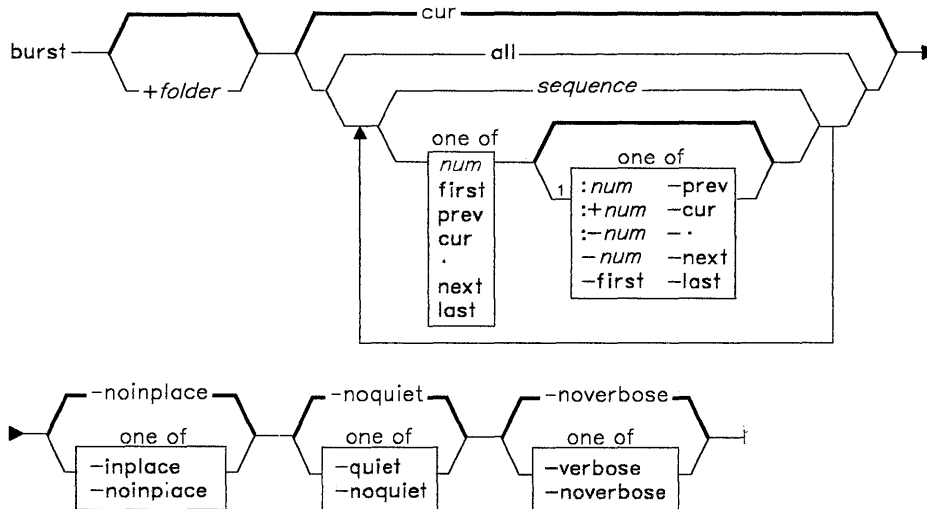 cur
burst
all
+folder
sequence
one of
num
first
prev
cur
.
next
last
one of
1
:num -prev
:+num -cur
:-num -.
-num -next
-first -last
-noinplace
one of
-inplace
-noinplace
-noquiet
one of
-quiet
-noquiet
-noverbose
one of
-verbose
-noverbose